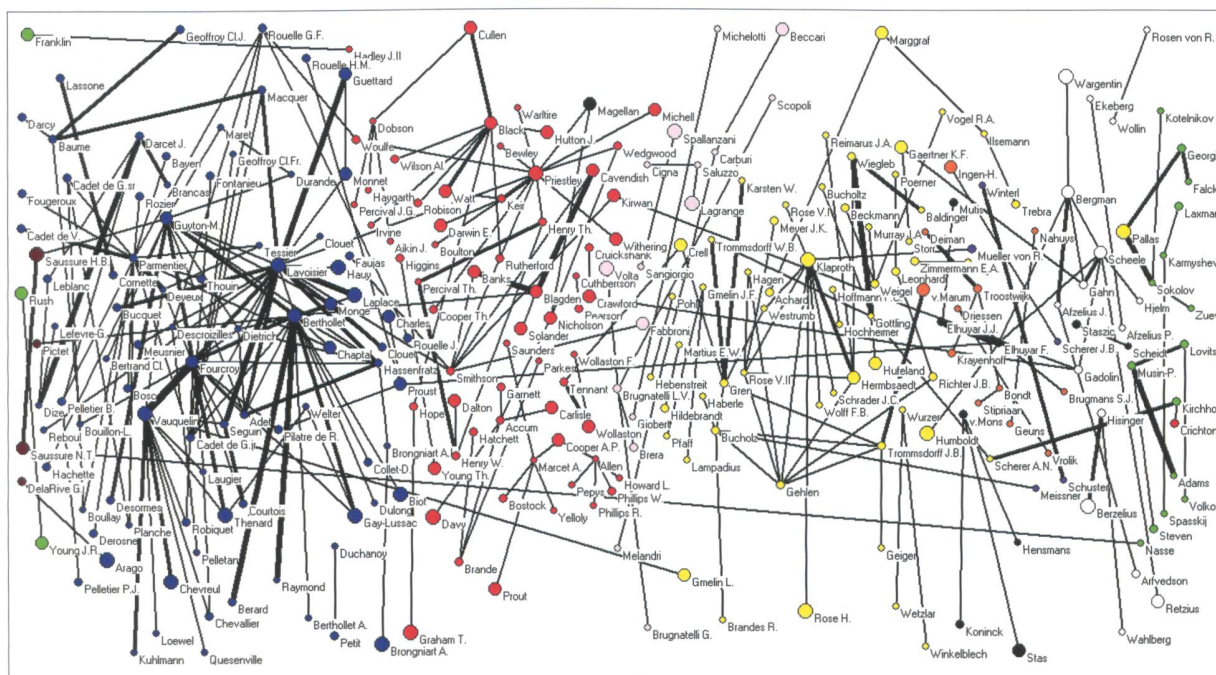 Franklin
Geoffroy Cl.J.
Rouelle G.F.
Hadley J.II
Rouelle H.M.
Guettard
Lassone
Macquer
Darcy
Baume
Darcet J.
Maret
Bayen
Geoffroy Cl.Fr.
Cadet de G.sr
Brancas
Fontanieu
Durande
Fougeroux
Rozier
Guyton-M.
Monnet
Cadet de V.
Saussure H.B.
Parmentier
Tessier
Lavoisier
Clouet
Faujas
Hauy
Leblanc
Cornette
Thouin
Deyeux
Laplace
Rush
Bucquet
Monge
Berthollet
Charles
Lefevre-G.
Descroizilles
Dietrich
Rouelle J.
Pictet
Meusnier
Chaptal
Clouet
Bertrand Cl.
Fourcroy
Hassenfratz
Bosc
Proust
Dize
Pelletier B.
Vauquelin
Adet
Welter
Seguin
Reboul
Bouillon-L.
Cadet de G.jr.
Pilatre de R.
Brongniart A.
Saussure N.T.
Laugier
Collet-D.
Hachette
Biot
DelaRive G.
Desormes
Courtois
Dulong
Boullay
Robiquet
Thenard
Gay-Lussac
Planche
Derosne
Pelletan
Duchanoy
Young J.R.
Arago
Pelletier P.J.
Chevreul
Raymond
Berard
Chevallier
Berthollet A.
Loewel
Petit
Kuhlmann
Quesenville
Brongniart A.
Cullen
Dobson
Woulfe
Black
Warltire
Magellan
Hutton J.
Michell
Bewley
Wedgwood
Wilson Al.
Priestley
Cavendish
Haygarth
Watt
Keir
Kirwan
Percival J.G.
Robison
Darwin E.
Henry Th.
Irvine
Aikin J.
Boulton
Withering
Higgins
Rutherford
Cruickshank
Volta
Percival Th.
Banks
Cuthbertson
Blagden
Crawford
Cooper Th.
Pearson
Nicholson
Solander
Saunders
Wollaston F.
Parkes
Smithson
Tennant
Garnett
Hope
Dalton
Accum
Carlisle
Hatchett
Wollaston
Henry W.
Cooper A.P.
Young Th.
Marcet A.
Allen
Howard L.
Pepys
Phillips W.
Bostock
Phillips R.
Davy
Yelloly
Brande
Prout
Graham T.
Michelotti
Beccari
Scopoli
Spallanzani
Cigna
Carburi
Saluzzo
Lagrange
Sangiorgio
Fabbroni
Brugnatelli L.V.
Giobert
Brera
Melandri
Brugnatelli G.
Marggraf
Vogel R.A.
Ilsemann
Reimarus J.A.
Wiegleb
Gaertner K.F.
Karsten W.
Bucholz
Poerner
Ingen-H.
Winterl
Rose V.I
Beckmann
Baldinger
Mutis
Trebra
Meyer J.K.
Murray J.A.
Deiman
Nahuys
Crell
Trommsdorff W.B.
Storr
Mueller von R.
Klaproth
Zimmermann E.A.
Hagen
Leonhardi
Troostwijk
Pohl
Gmelin J.F.
Achard
Weigel
v.Marum
Westrumb
Gottling
Driessen
Hochheimer
Elhuyar J.J.
Martius E.W.
Elhuyar F.
Krayenhoff
Hebenstreit
Rose V.II
Hufeland
Gren
Hermbsaedt
Richter J.B.
Bondt
Haberle
Schrader J.C.
Hildebrandt
Wolff F.B.
Wurzer
Stipriaan
v.Mons
Pfaff
Bucholz
Humboldt
Geuns
Lampadius
Trommsdorff J.B.
Vrolik
Scherer A.N.
Gehlen
Meissner
Schuster
Geiger
Hensmans
Gmelin L.
Brandes R.
Rose H.
Wetzlar
Koninck
Winkelblech
Stas
Rosen von R.
Wargentin
Ekeberg
Wollin
Bergman
Scheele
Gahn
Hjelm
Afzelius J.
Staszic
Afzelius P.
Scherer J.B.
Scheidt
Gadolin
Brugmans S.J.
Hisinger
Berzelius
Arfvedson
Retzius
Wahlberg
Kotelnikov
Georgi
Falck
Pallas
Karnyshev
Sokolov
Musin-P.
Crichton
Adams
Spasskij
Steven
Nasse